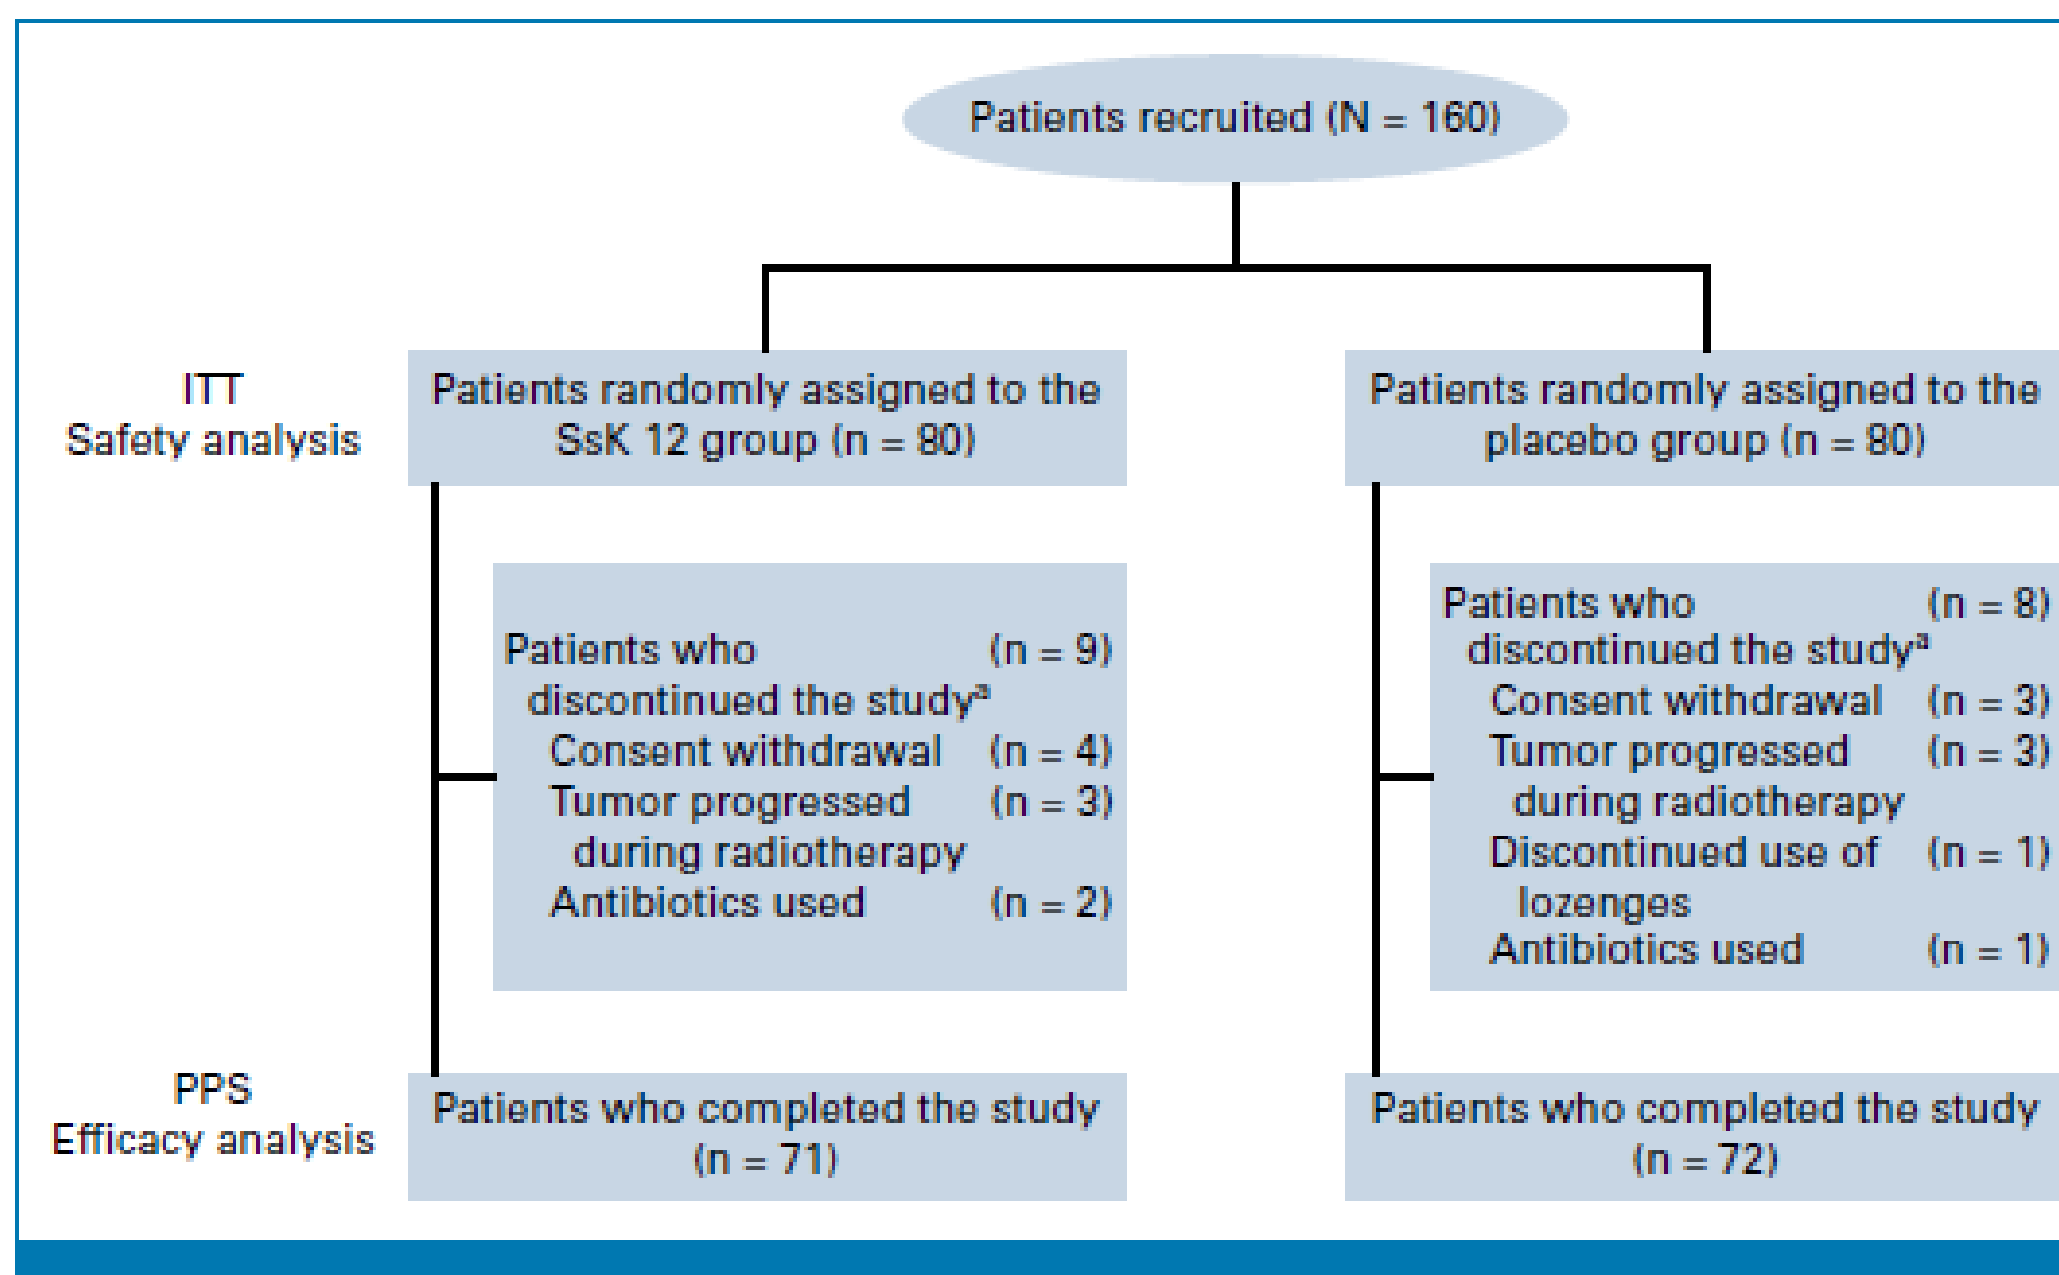 Patients recruited (N = 160)
ITT
Safety analysis
Patients randomly assigned to the
SsK 12 group (n = 80)
Patients randomly assigned to the
placebo group (n = 80)
Patients who (n = 9)
discontinued the studyª
Consent withdrawal (n = 4)
Tumor progressed (n = 3)
during radiotherapy
Antibiotics used (n = 2)
Patients who (n = 8)
discontinued the studyª
Consent withdrawal (n = 3)
Tumor progressed (n = 3)
during radiotherapy
Discontinued use of (n = 1)
lozenges
Antibiotics used (n = 1)
PPS
Efficacy analysis
Patients who completed the study
(n = 71)
Patients who completed the study
(n = 72)